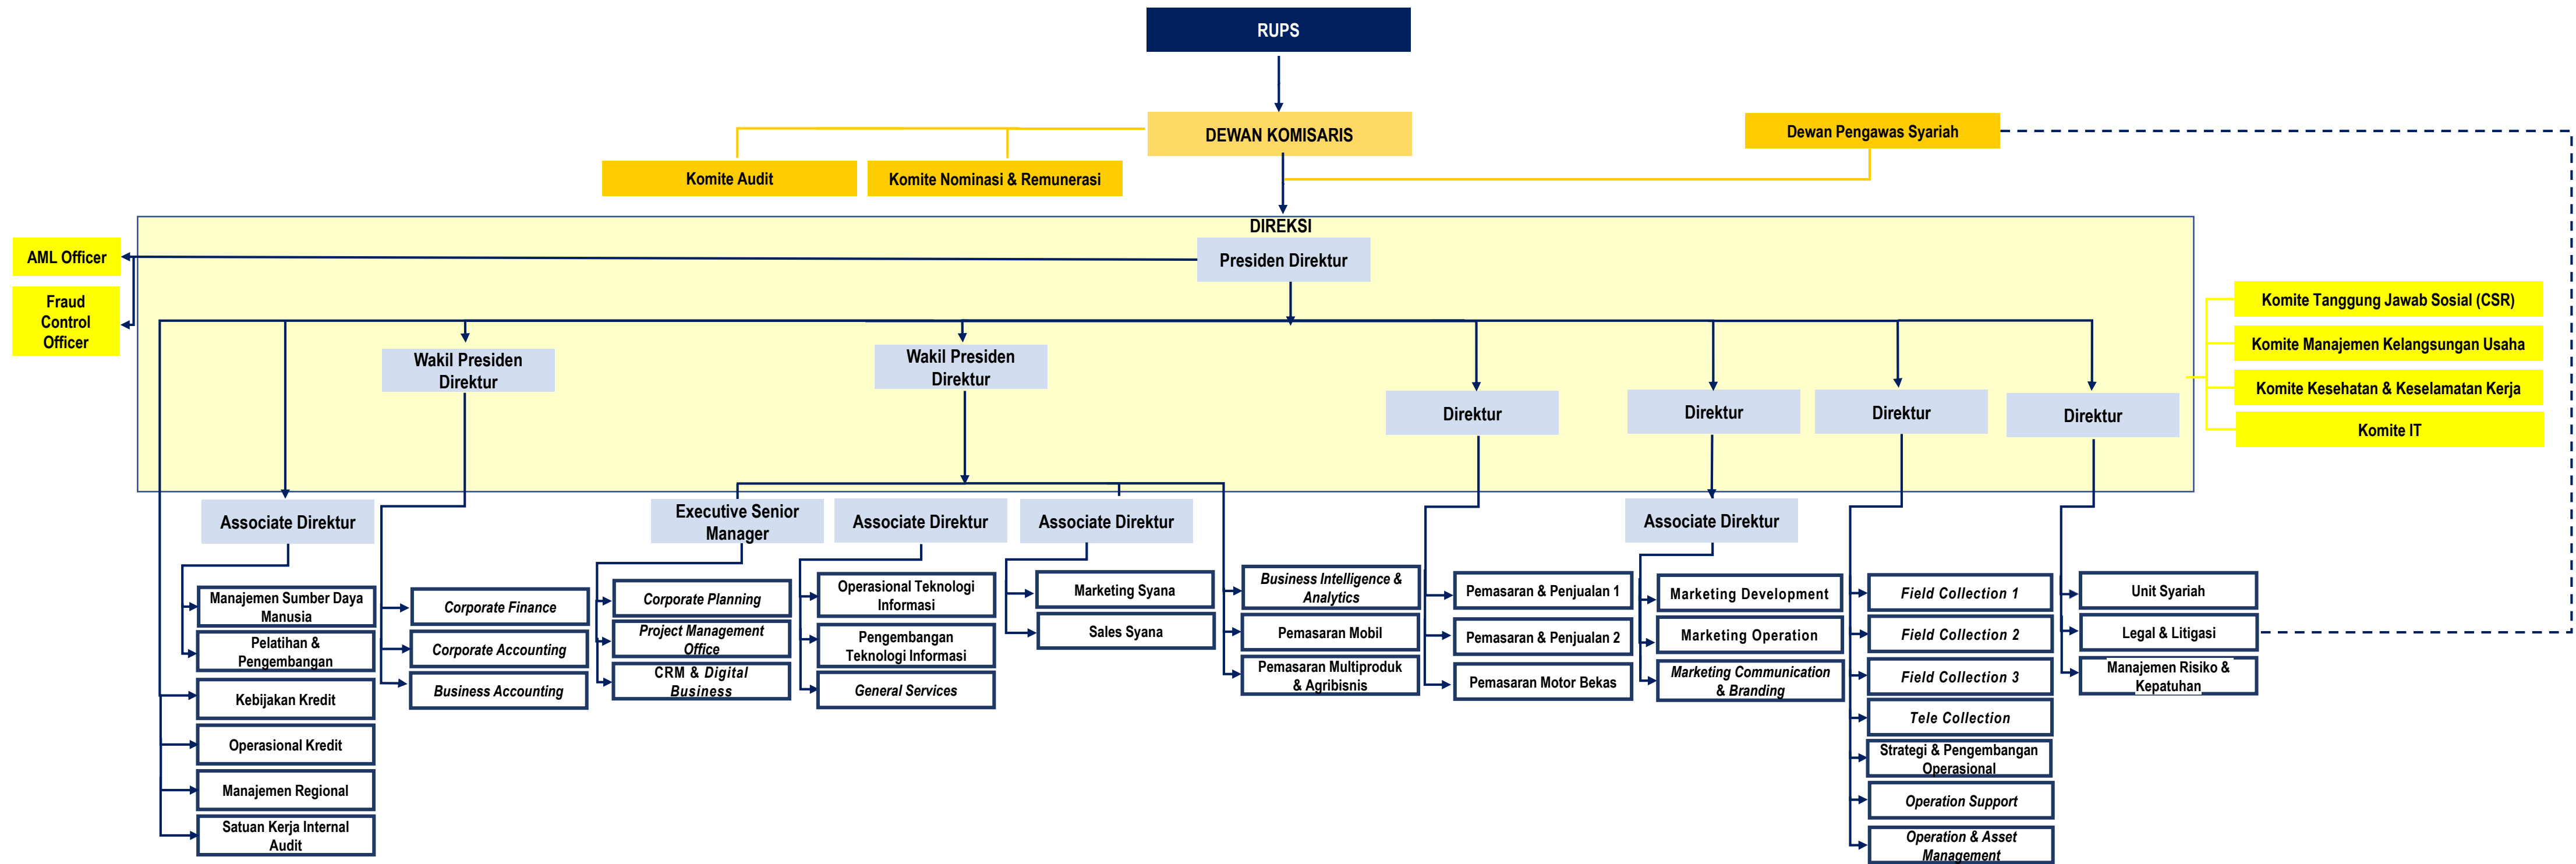 RUPS
DEWAN KOMISARIS
Dewan Pengawas Syariah
Komite Audit
Komite Nominasi & Remunerasi
DIREKSI
Presiden Direktur
AML Officer
Fraud
Control
Officer
Komite Tanggung Jawab Sosial (CSR)
Komite Manajemen Kelangsungan Usaha
Komite Kesehatan & Keselamatan Kerja
Komite IT
Wakil Presiden
Direktur
Wakil Presiden
Direktur
Direktur
Direktur
Direktur
Direktur
Associate Direktur
Executive Senior
Manager
Associate Direktur
Associate Direktur
Associate Direktur
Manajemen Sumber Daya
Manusia
Pelatihan &
Pengembangan
Kebijakan Kredit
Operasional Kredit
Manajemen Regional
Satuan Kerja Internal
Audit
Corporate Finance
Corporate Accounting
Business Accounting
Corporate Planning
Project Management
Office
CRM & Digital
Business
Operasional Teknologi
Informasi
Pengembangan
Teknologi Informasi
General Services
Marketing Syana
Sales Syana
Business Intelligence &
Analytics
Pemasaran Mobil
Pemasaran Multiproduk
& Agribisnis
Pemasaran & Penjualan 1
Pemasaran & Penjualan 2
Pemasaran Motor Bekas
Marketing Development
Marketing Operation
Marketing Communication
& Branding
Field Collection 1
Field Collection 2
Field Collection 3
Tele Collection
Strategi & Pengembangan
Operasional
Operation Support
Operation & Asset
Management
Unit Syariah
Legal & Litigasi
Manajemen Risiko &
Kepatuhan